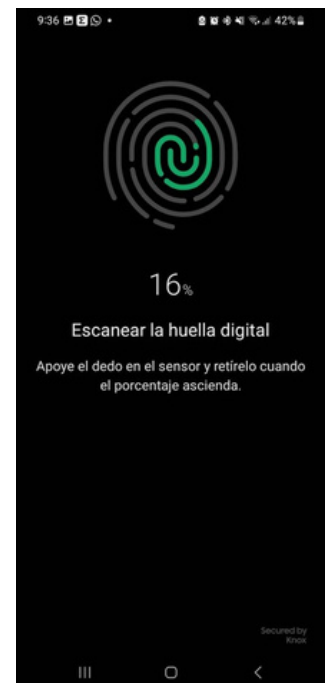 9:36 42%
16%
Escanear la huella digital
Apoye el dedo en el sensor y retírelo cuando
el porcentaje ascienda.
Secured by
Knox